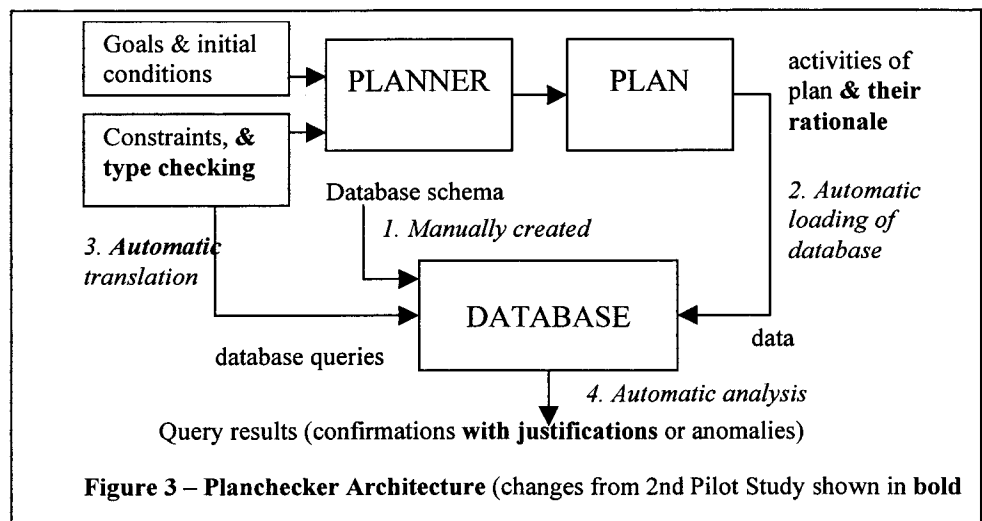 Goals & initial
conditions
PLANNER
PLAN
activities of
plan & their
rationale
Constraints, &
type checking
Database schema
1. Manually created
2. Automatic
loading of
database
3. Automatic
translation
DATABASE
database queries
data
4. Automatic analysis
Query results (confirmations with justifications or anomalies)
Figure 3 – Planchecker Architecture (changes from 2nd Pilot Study shown in bold